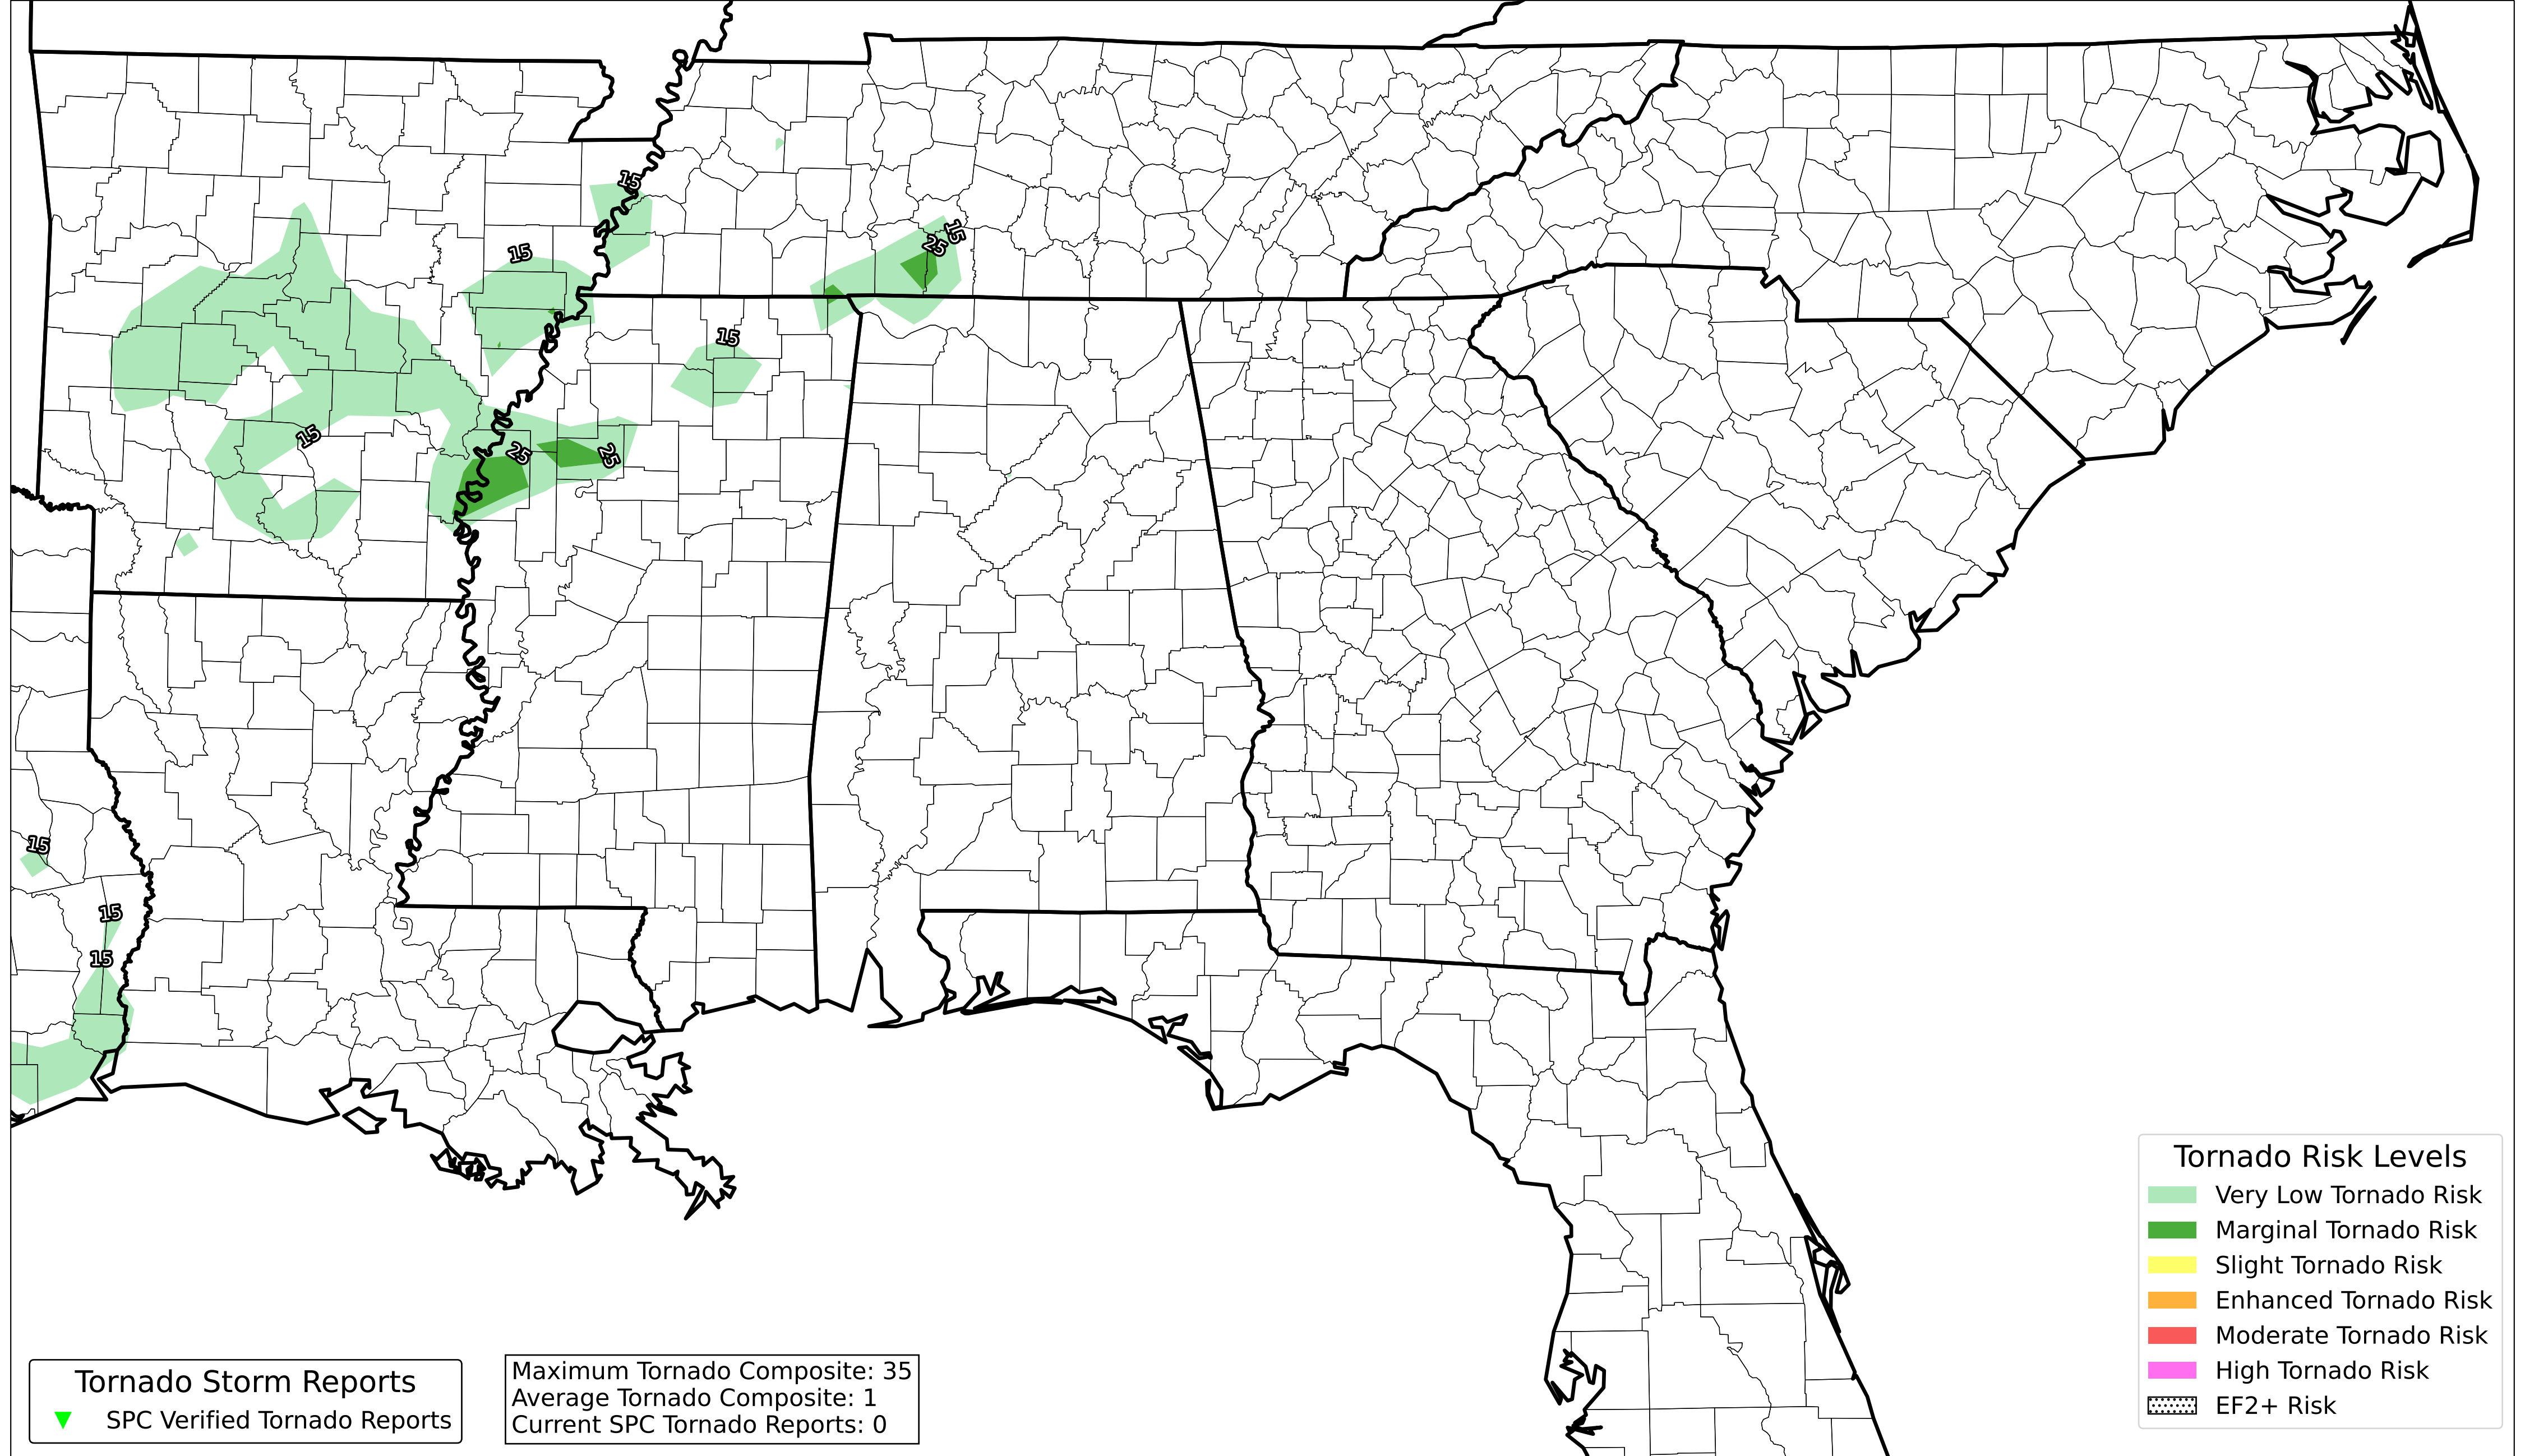 15
15
15
25
15
25
25
15
15
15
15
Tornado Risk Levels
Very Low Tornado Risk
Marginal Tornado Risk
Slight Tornado Risk
Enhanced Tornado Risk
Moderate Tornado Risk
High Tornado Risk
EF2+ Risk
Tornado Storm Reports
SPC Verified Tornado Reports
Maximum Tornado Composite: 35
Average Tornado Composite: 1
Current SPC Tornado Reports: 0